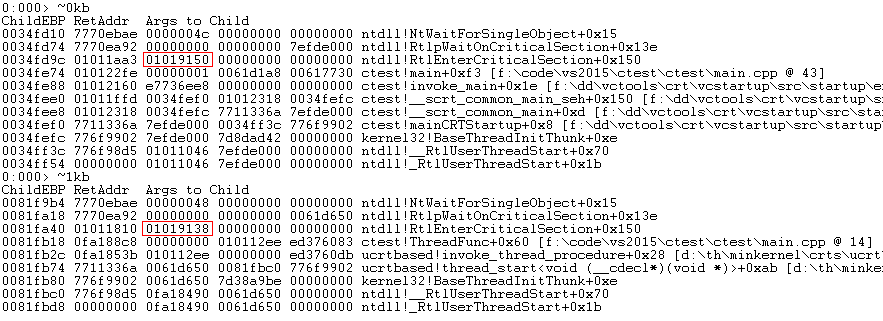 0:000> ~0kb
ChildEBP RetAddr  Args to Child
0034fd10 7770ebae 0000004c 00000000 00000000 ntdll!NtWaitForSingleObject+0x15
0034fd74 7770ea92 00000000 00000000 7efde000 ntdll!RtlpWaitOnCriticalSection+0x13e
0034fd9c 01011aa3 01019150 00000000 00000000 ntdll!RtlEnterCriticalSection+0x150
0034fe74 010122fe 00000001 0061d1a8 00617730 ctest!main+0xf3 [f:\code\vs2015\ctest\ctest\main.cpp @ 43]
0034fe88 01012160 e7736ee8 00000000 00000000 ctest!invoke_main+0x1e [f:\dd\vctools\crt\vcstartup\src\startup\e
0034fee0 01011ffd 0034fef0 01012318 0034fefc ctest!__scrt_common_main_seh+0x150 [f:\dd\vctools\crt\vcstartup\s
0034fee8 01012318 0034fefc 7711336a 7efde000 ctest!__scrt_common_main+0xd [f:\dd\vctools\crt\vcstartup\src\sta
0034fef0 7711336a 7efde000 0034ff3c 776f9902 ctest!mainCRTStartup+0x8 [f:\dd\vctools\crt\vcstartup\src\startup
0034fefc 776f9902 7efde000 7d8dad42 00000000 kernel32!BaseThreadInitThunk+0xe
0034ff3c 776f98d5 01011046 7efde000 00000000 ntdll!__RtlUserThreadStart+0x70
0034ff54 00000000 01011046 7efde000 00000000 ntdll!_RtlUserThreadStart+0x1b
0:000> ~1kb
ChildEBP RetAddr  Args to Child
0081f9b4 7770ebae 00000048 00000000 00000000 ntdll!NtWaitForSingleObject+0x15
0081fa18 7770ea92 00000000 00000000 0061d650 ntdll!RtlpWaitOnCriticalSection+0x13e
0081fa40 01011810 01019138 00000000 00000000 ntdll!RtlEnterCriticalSection+0x150
0081fb18 0fa188c8 00000000 010112ee ed376083 ctest!ThreadFunc+0x60 [f:\code\vs2015\ctest\ctest\main.cpp @ 14]
0081fb2c 0fa1853b 010112ee 00000000 ed3760db ucrtbased!invoke_thread_procedure+0x28 [d:\th\minkernel\crts\ucrt
0081fb74 7711336a 0061d650 0081fbc0 776f9902 ucrtbased!thread_start<void (__cdecl*)(void *)>+0xab [d:\th\minke
0081fb80 776f9902 0061d650 7d38a9be 00000000 kernel32!BaseThreadInitThunk+0xe
0081fbc0 776f98d5 0fa18490 0061d650 00000000 ntdll!__RtlUserThreadStart+0x70
0081fbd8 00000000 0fa18490 0061d650 00000000 ntdll!_RtlUserThreadStart+0x1b